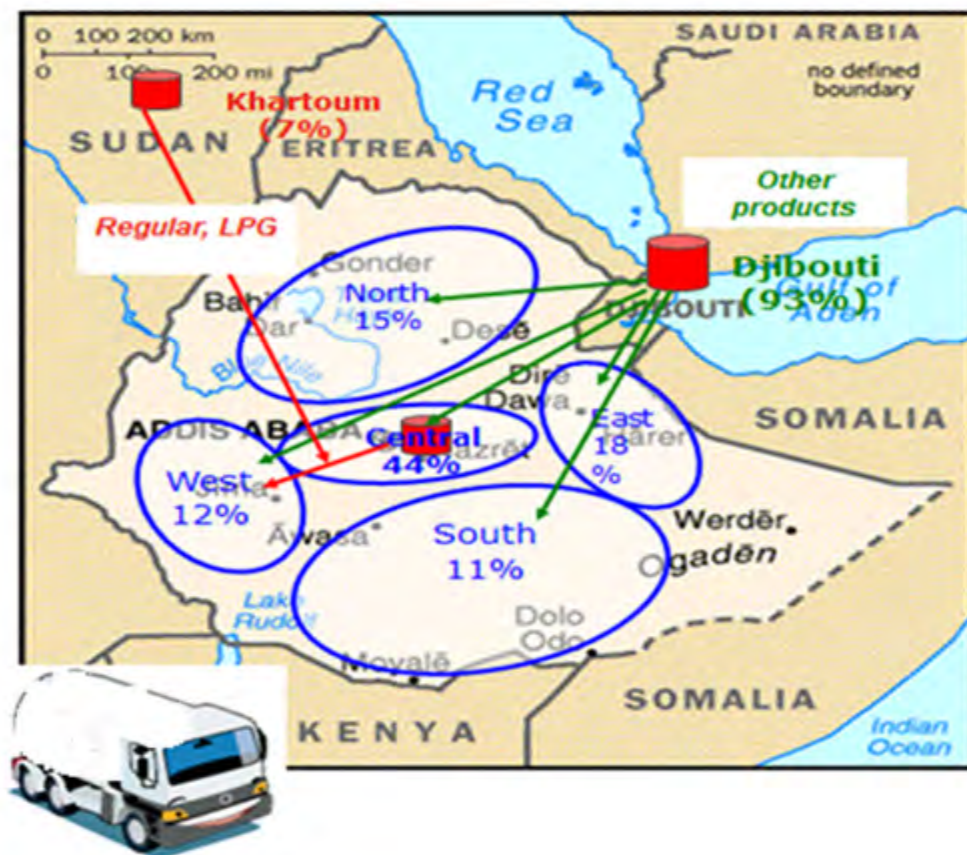 0 100 200 km
0 100 200 mi
SAUDI ARABIA
no defined
boundary
Red
Sea
Khartoum
(7%)
SUDAN
ERITREA
Other
products
Regular, LPG
Djibouti
(93%)
Gulf of
Aden
DJIBOUTI
Gonder
North
15%
Bahir
Dar
Desē
Blue Nile
Dire
Dawa
East
18
%
Hārer
SOMALIA
ADDIS ABABA
Central
44%
Nazrēt
West
12%
Jīma
Āwasa
South
11%
Werdēr
Ogadēn
Lake
Rudolf
Dolo
Odo
Moyalē
KENYA
SOMALIA
Indian
Ocean